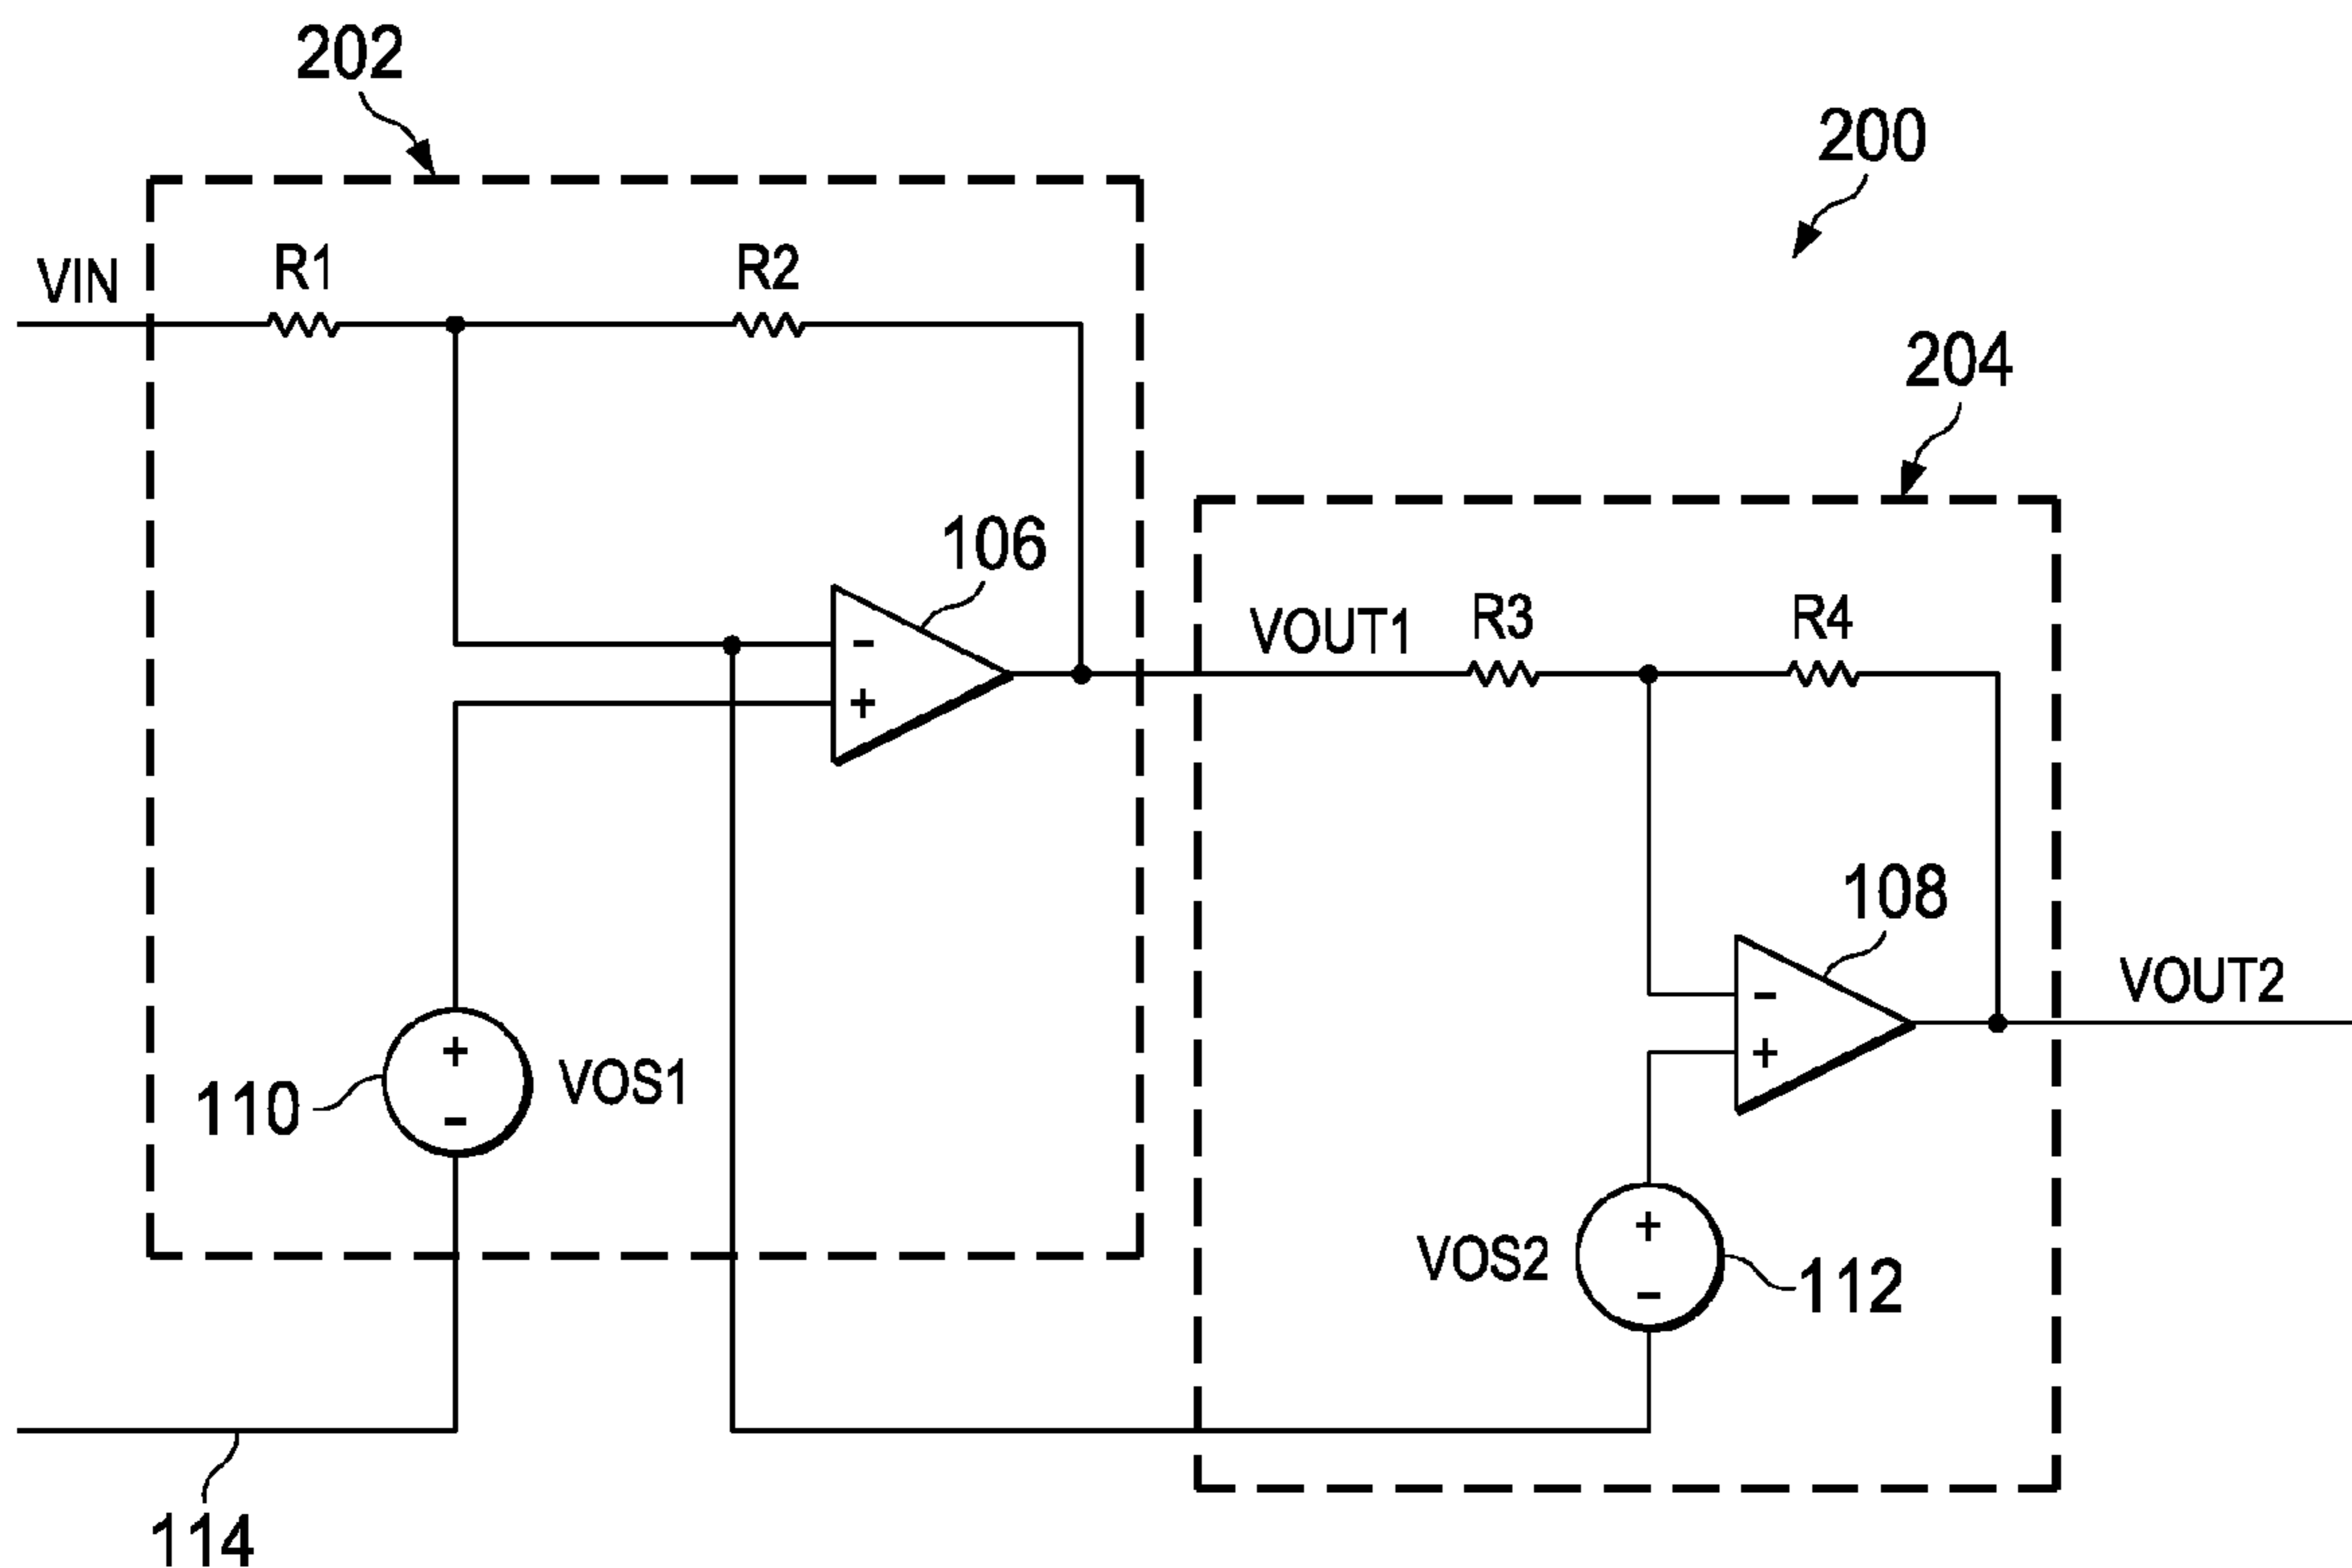 202
200
R1
R2
VIN
204
106
VOUT1
R3
R4
-
+
108
VOUT2
-
+
+
-
110
VOS1
+
-
VOS2
112
114